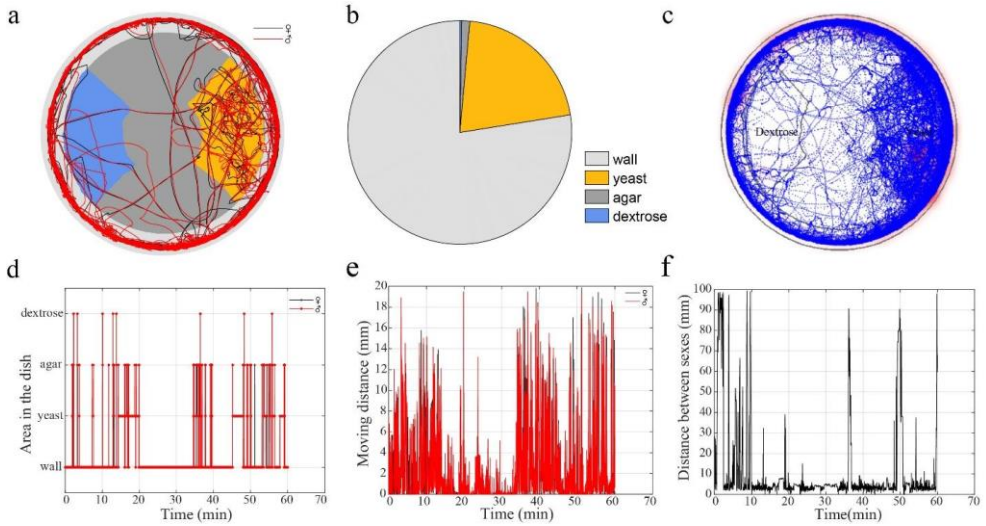 a
♀
♂
b
wall
yeast
agar
dextrose
c
Dextrose
d
♀
♂
dextrose
agar
yeast
wall
Area in the dish
0 10 20 30 40 50 60 70
Time (min)
e
♀
♂
20
18
16
14
12
10
8
6
4
2
0
Moving distance (mm)
0 10 20 30 40 50 60 70
Time (min)
f
100
90
80
70
60
50
40
30
20
10
0
Distance between sexes (mm)
0 10 20 30 40 50 60 70
Time(min)